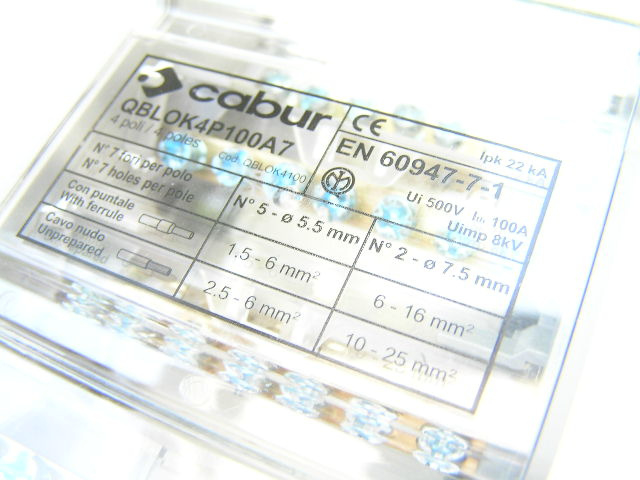 cabur
QBLOK4P100A7
4 poli / 4 poles
Cod. QBLOK4100
CE
Ipk 22 kA
EN 60947-7-1
Ui 500V Iₜₕ 100A
Uimp 8kV
N° 7 fori per polo
N° 7 holes per pole
N° 5 - ø 5.5 mm
N° 2 - ø 7.5 mm
Con puntale
With ferrule
1.5 - 6 mm²
6 - 16 mm²
Cavo nudo
Unprepared
2.5 - 6 mm²
10 - 25 mm²